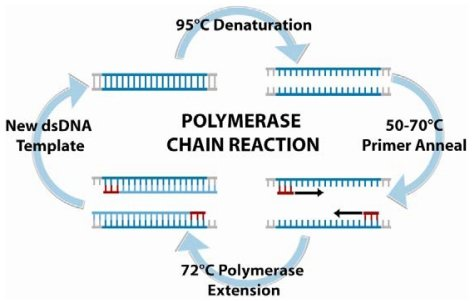 95°C Denaturation
New dsDNA
Template
POLYMERASE
CHAIN REACTION
50-70°C
Primer Anneal
72°C Polymerase
Extension